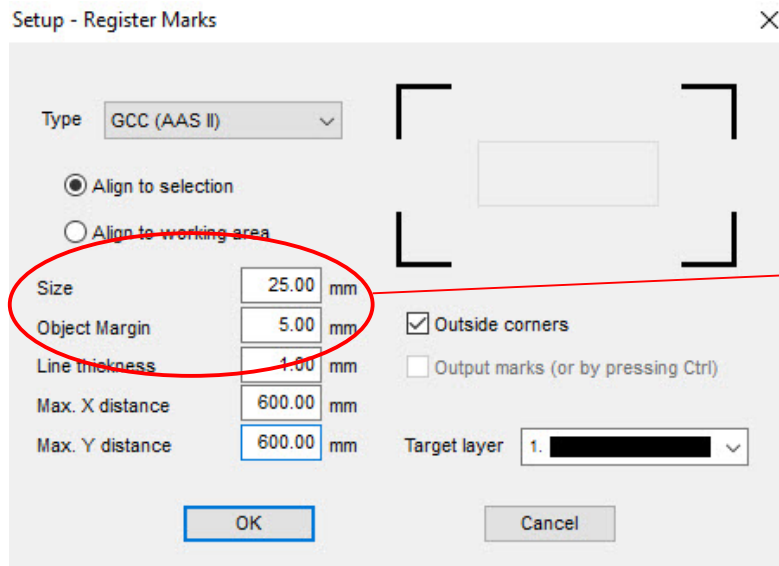 Setup - Register Marks
Type GCC (AAS II)
Align to selection
Align to working area
Size 25.00 mm
Object Margin 5.00 mm
Line thickness 1.00 mm
Max. X distance 600.00 mm
Max. Y distance 600.00 mm
Outside corners
Output marks (or by pressing Ctrl)
Target layer 1.
OK Cancel